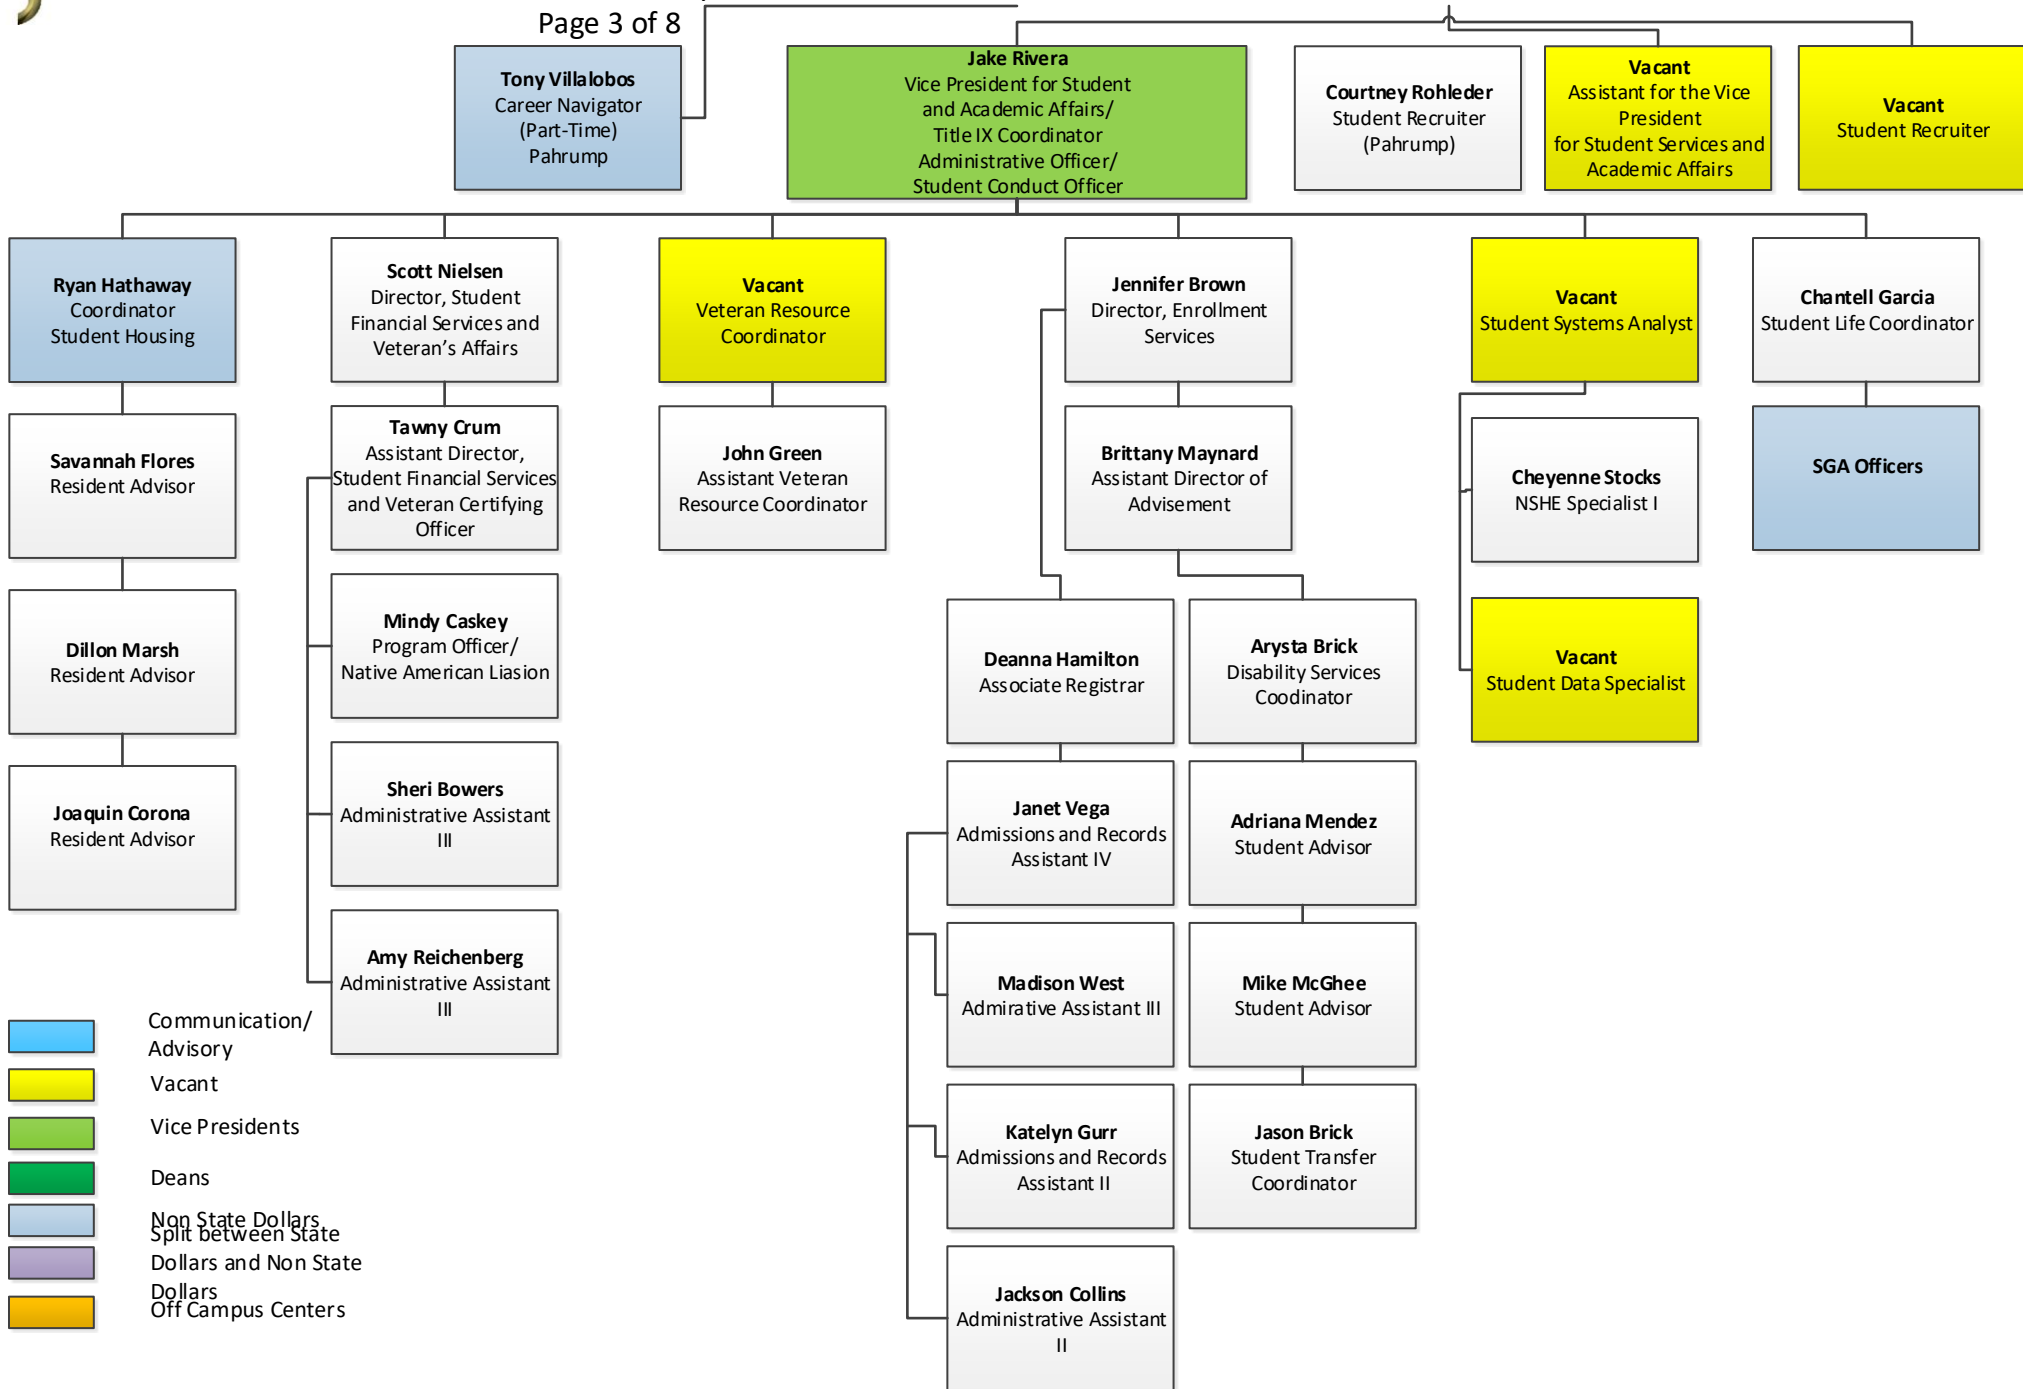 Page 3 of 8
Tony Villalobos
Career Navigator
(Part-Time)
Pahrump
Jake Rivera
Vice President for Student
and Academic Affairs/
Title IX Coordinator
Administrative Officer/
Student Conduct Officer
Courtney Rohleder
Student Recruiter
(Pahrump)
Vacant
Assistant for the Vice
President
for Student Services and
Academic Affairs
Vacant
Student Recruiter
Ryan Hathaway
Coordinator
Student Housing
Scott Nielsen
Director, Student
Financial Services and
Veteran’s Affairs
Vacant
Veteran Resource
Coordinator
Jennifer Brown
Director, Enrollment
Services
Vacant
Student Systems Analyst
Chantell Garcia
Student Life Coordinator
Savannah Flores
Resident Advisor
Tawny Crum
Assistant Director,
Student Financial Services
and Veteran Certifying
Officer
John Green
Assistant Veteran
Resource Coordinator
Brittany Maynard
Assistant Director of
Advisement
Cheyenne Stocks
NSHE Specialist I
SGA Officers
Dillon Marsh
Resident Advisor
Mindy Caskey
Program Officer/
Native American Liasion
Deanna Hamilton
Associate Registrar
Arysta Brick
Disability Services
Coodinator
Vacant
Student Data Specialist
Joaquin Corona
Resident Advisor
Sheri Bowers
Administrative Assistant
III
Janet Vega
Admissions and Records
Assistant IV
Adriana Mendez
Student Advisor
Amy Reichenberg
Administrative Assistant
III
Madison West
Admirative Assistant III
Mike McGhee
Student Advisor
Katelyn Gurr
Admissions and Records
Assistant II
Jason Brick
Student Transfer
Coordinator
Jackson Collins
Administrative Assistant
II
Communication/
Advisory
Vacant
Vice Presidents
Deans
Non State Dollars
Split between State
Dollars and Non State
Dollars
Off Campus Centers